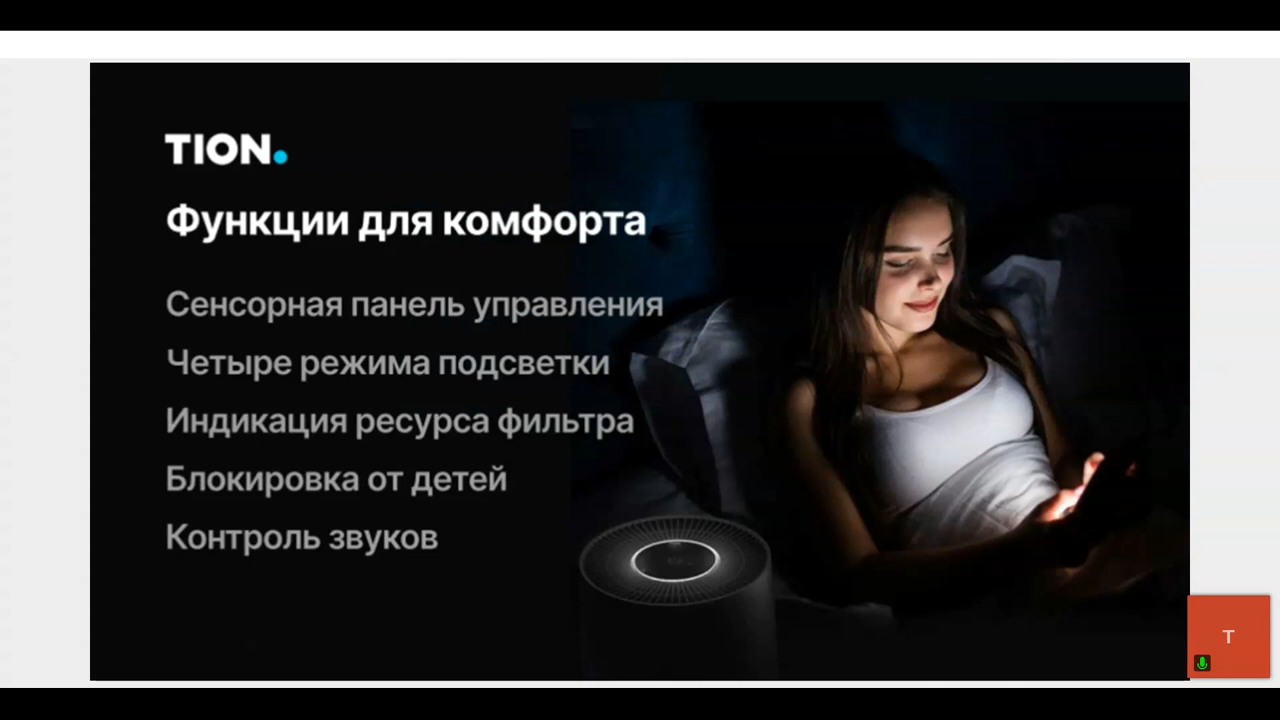 TION.
Функции для комфорта
Сенсорная панель управления
Четыре режима подсветки
Индикация ресурса фильтра
Блокировка от детей
Контроль звуков
T